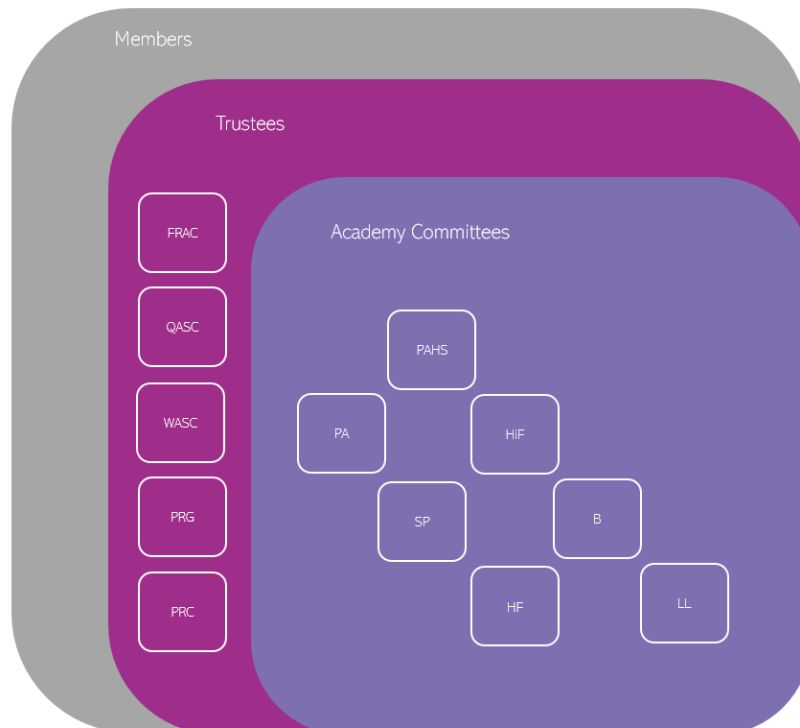 Members
Trustees
FRAC
QASC
WASC
PRG
PRC
Academy Committees
PAHS
PA
HiF
SP
B
HF
LL